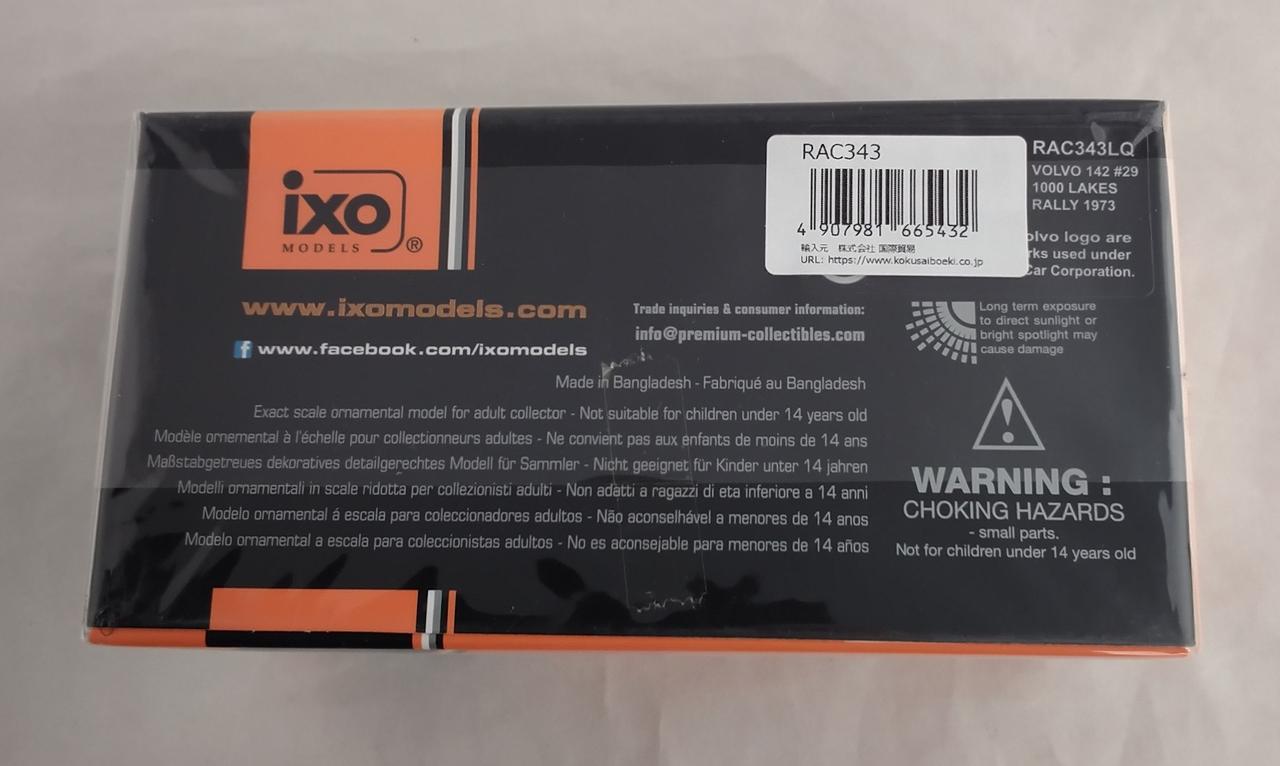 ixo
MODELS ®
RAC343
4 907981 665432
輸入元 株式会社 国際貿易
URL: https://www.kokusaiboeki.co.jp
RAC343LQ
VOLVO 142 #29
1000 LAKES
RALLY 1973
olvo logo are
rks used under
Car Corporation.
www.ixomodels.com
f www.facebook.com/ixomodels
Trade inquiries & consumer information:
info@premium-collectibles.com
Long term exposure
to direct sunlight or
bright spotlight may
cause damage
Made in Bangladesh - Fabriqué au Bangladesh
Exact scale ornamental model for adult collector - Not suitable for children under 14 years old
Modèle ornemental à l'échelle pour collectionneurs adultes - Ne convient pas aux enfants de moins de 14 ans
Maßstabgetreues dekoratives detailgerechtes Modell für Sammler - Nicht geeignet für Kinder unter 14 jahren
Modelli ornamentali in scale ridotta per collezionisti adulti - Non adatti a ragazzi di eta inferiore a 14 anni
Modelo ornamental á escala para coleccionadores adultos - Não aconselhável a menores de 14 anos
Modelo ornamental a escala para coleccionistas adultos - No es aconsejable para menores de 14 años
WARNING :
CHOKING HAZARDS
- small parts.
Not for children under 14 years old